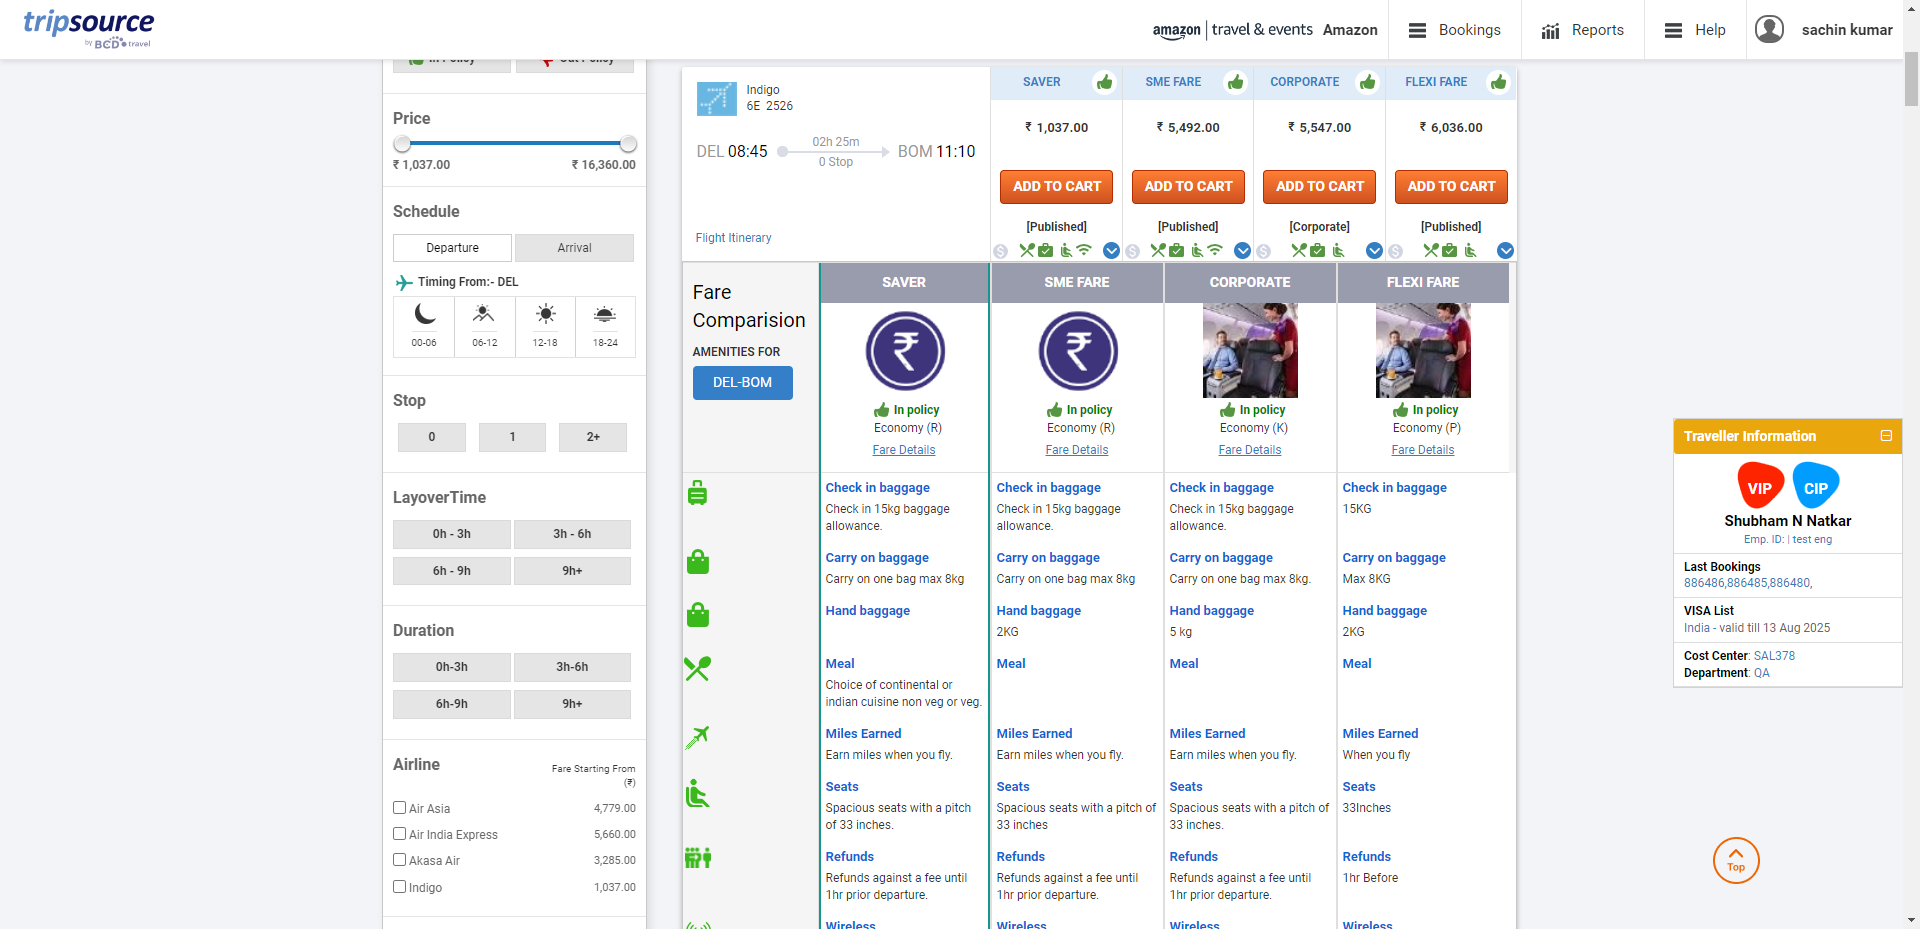 tripsource
by BCD travel
amazon | travel & events Amazon
Bookings
Reports
Help
sachin kumar
In Policy
Out Policy
Price
₹ 1,037.00
₹ 16,360.00
Schedule
Departure
Arrival
Timing From:- DEL
00-06
06-12
12-18
18-24
Stop
0
1
2+
LayoverTime
0h - 3h
3h - 6h
6h - 9h
9h+
Duration
0h-3h
3h-6h
6h-9h
9h+
Airline
Fare Starting From
(₹)
Air Asia 4,779.00
Air India Express 5,660.00
Akasa Air 3,285.00
Indigo 1,037.00
Indigo
6E 2526
DEL 08:45
02h 25m
0 Stop
BOM 11:10
Flight Itinerary
SAVER
SME FARE
CORPORATE
FLEXI FARE
₹ 1,037.00
₹ 5,492.00
₹ 5,547.00
₹ 6,036.00
ADD TO CART
ADD TO CART
ADD TO CART
ADD TO CART
[Published]
[Published]
[Corporate]
[Published]
Fare
Comparision
AMENITIES FOR
DEL-BOM
SAVER
In policy
Economy (R)
Fare Details
SME FARE
In policy
Economy (R)
Fare Details
CORPORATE
In policy
Economy (K)
Fare Details
FLEXI FARE
In policy
Economy (P)
Fare Details
Check in baggage
Check in 15kg baggage
allowance.
Carry on baggage
Carry on one bag max 8kg
Hand baggage
Meal
Choice of continental or
indian cuisine non veg or veg.
Miles Earned
Earn miles when you fly.
Seats
Spacious seats with a pitch
of 33 inches.
Refunds
Refunds against a fee until
1hr prior departure.
Wireless
Check in baggage
Check in 15kg baggage
allowance.
Carry on baggage
Carry on one bag max 8kg
Hand baggage
2KG
Meal
Miles Earned
Earn miles when you fly.
Seats
Spacious seats with a pitch of
33 inches
Refunds
Refunds against a fee until
1hr prior departure.
Wireless
Check in baggage
Check in 15kg baggage
allowance.
Carry on baggage
Carry on one bag max 8kg.
Hand baggage
5 kg
Meal
Miles Earned
Earn miles when you fly.
Seats
Spacious seats with a pitch of
33 inches.
Refunds
Refunds against a fee until
1hr prior departure.
Wireless
Check in baggage
15KG
Carry on baggage
Max 8KG
Hand baggage
2KG
Meal
Miles Earned
When you fly
Seats
33Inches
Refunds
1hr Before
Wireless
Traveller Information
VIP
CIP
Shubham N Natkar
Emp. ID: | test eng
Last Bookings
886486,886485,886480,
VISA List
India - valid till 13 Aug 2025
Cost Center: SAL378
Department: QA
Top